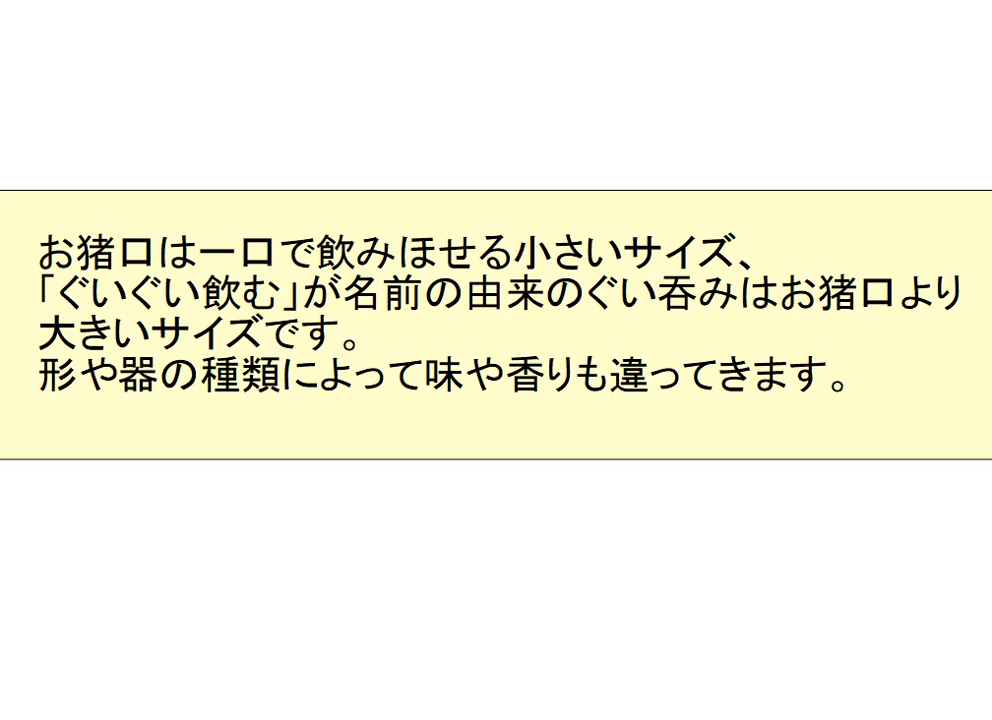 お猪口は一口で飲みほせる小さいサイズ、
「ぐいぐい飲む」が名前の由来のぐい呑みはお猪口より
大きいサイズです。
形や器の種類によって味や香りも違ってきます。